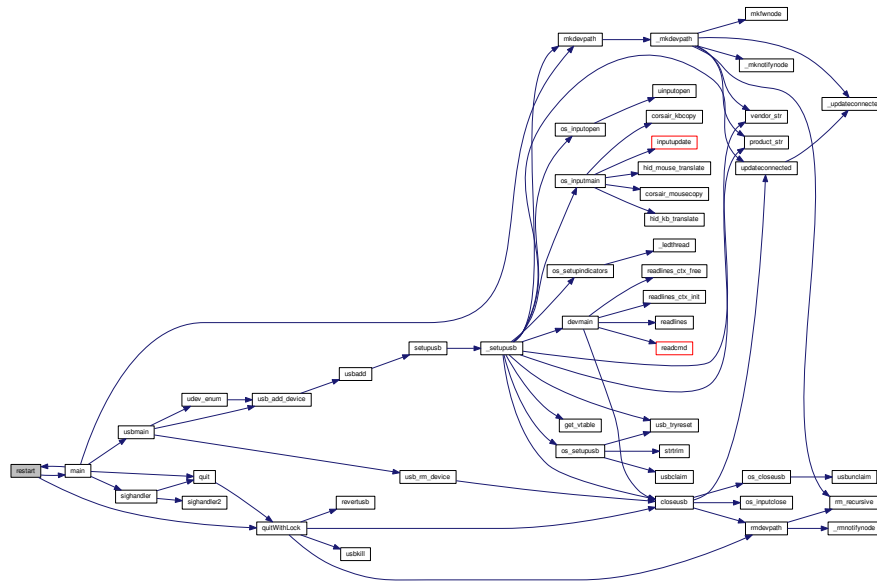 mkfwnode
mkdevpath
_mkdevpath
_mknotifynode
uinputopen
_updateconnected
corsair_kbcopy
vendor_str
os_inputopen
inputupdate
product_str
hid_mouse_translate
updateconnected
os_inputmain
corsair_mousecopy
hid_kb_translate
_ledthread
os_setupindicators
readlines_ctx_free
readlines_ctx_init
devmain
readlines
setupusb
_setupusb
readcmd
usbadd
udev_enum
usb_add_device
get_vtable
usb_tryreset
usbmain
os_setupusb
strtrim
restart
main
quit
usb_rm_device
usbclaim
os_closeusb
usbunclaim
sighandler
sighandler2
revertusb
closeusb
os_inputclose
rm_recursive
quitWithLock
rmdevpath
_rmnotifynode
usbkill